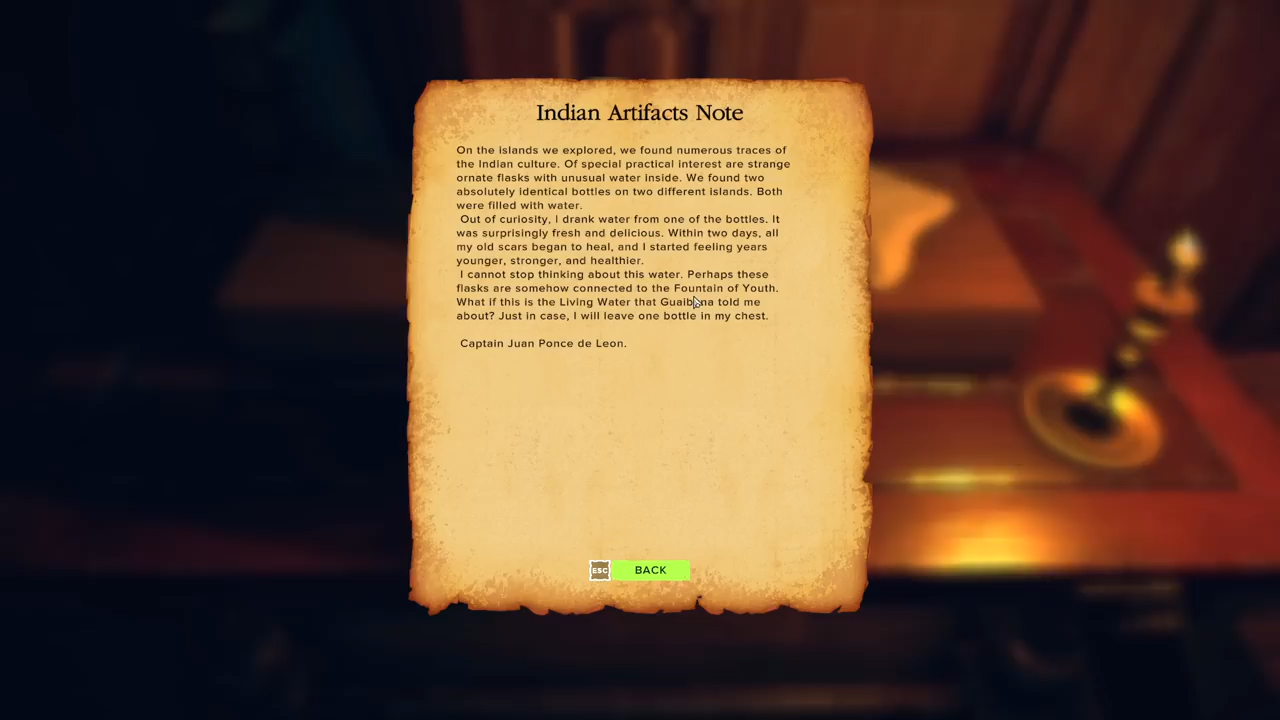 Indian Artifacts Note
On the islands we explored, we found numerous traces of
the Indian culture. Of special practical interest are strange
ornate flasks with unusual water inside. We found two
absolutely identical bottles on two different islands. Both
were filled with water.
Out of curiosity, I drank water from one of the bottles. It
was surprisingly fresh and delicious. Within two days, all
my old scars began to heal, and I started feeling years
younger, stronger, and healthier.
I cannot stop thinking about this water. Perhaps these
flasks are somehow connected to the Fountain of Youth.
What if this is the Living Water that told me
about? Just in case, I will leave one bottle in my chest.
Captain Juan Ponce de Leon.
ESC BACK